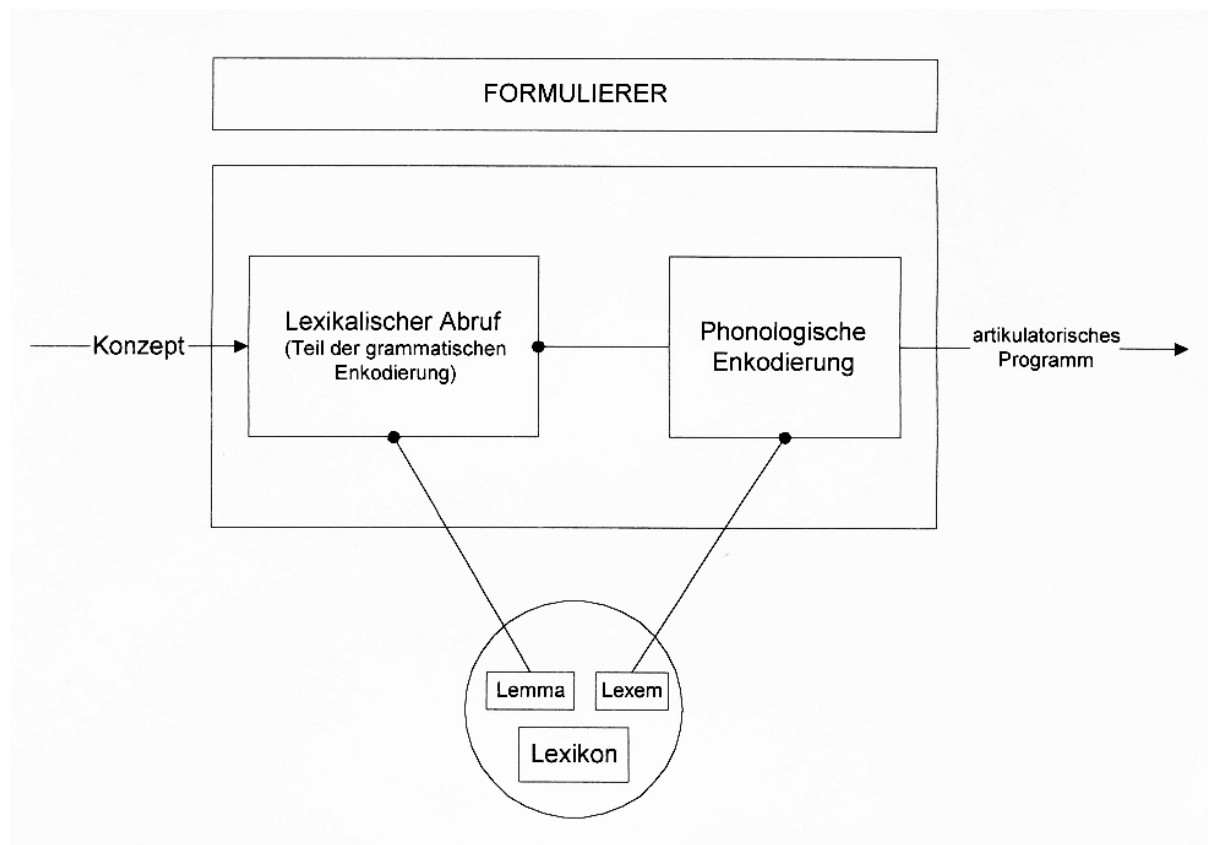 FORMULIERER
Konzept
Lexikalischer Abruf
(Teil der grammatischen
Enkodierung)
Phonologische
Enkodierung
artikulatorisches
Programm
Lemma
Lexem
Lexikon